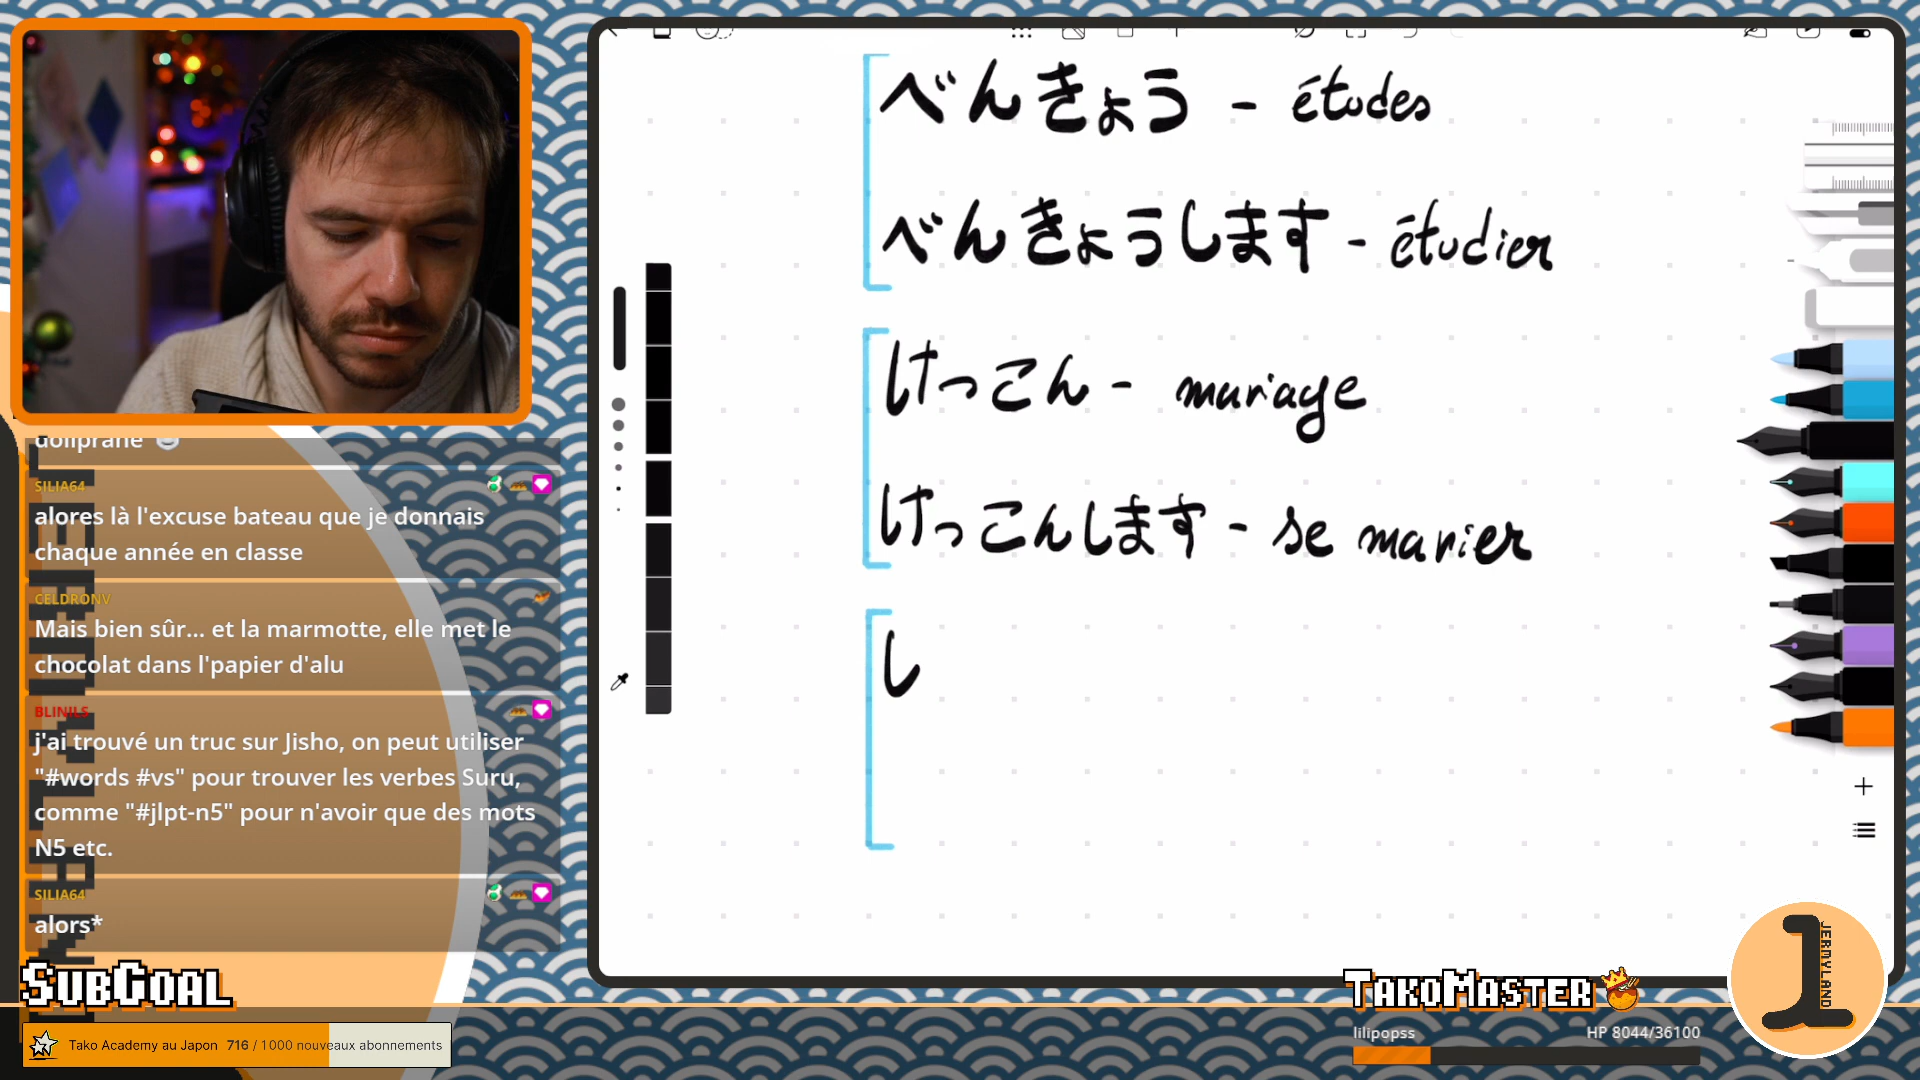 べんきょう - études
べんきょうします - étudier
けっこん - mariage
けっこんします - se marier
し
doliprane
SILIA64
alores là l'excuse bateau que je donnais
chaque année en classe
CELDRONV
Mais bien sûr... et la marmotte, elle met le
chocolat dans l'papier d'alu
BLINILS
j'ai trouvé un truc sur Jisho, on peut utiliser
"#words #vs" pour trouver les verbes Suru,
comme "#jlpt-n5" pour n'avoir que des mots
N5 etc.
SILIA64
alors*
SUBGOAL
Tako Academy au Japon 716 / 1000 nouveaux abonnements
TAKOMASTER
lilipopss HP 8044/36100
JEREMYLAND